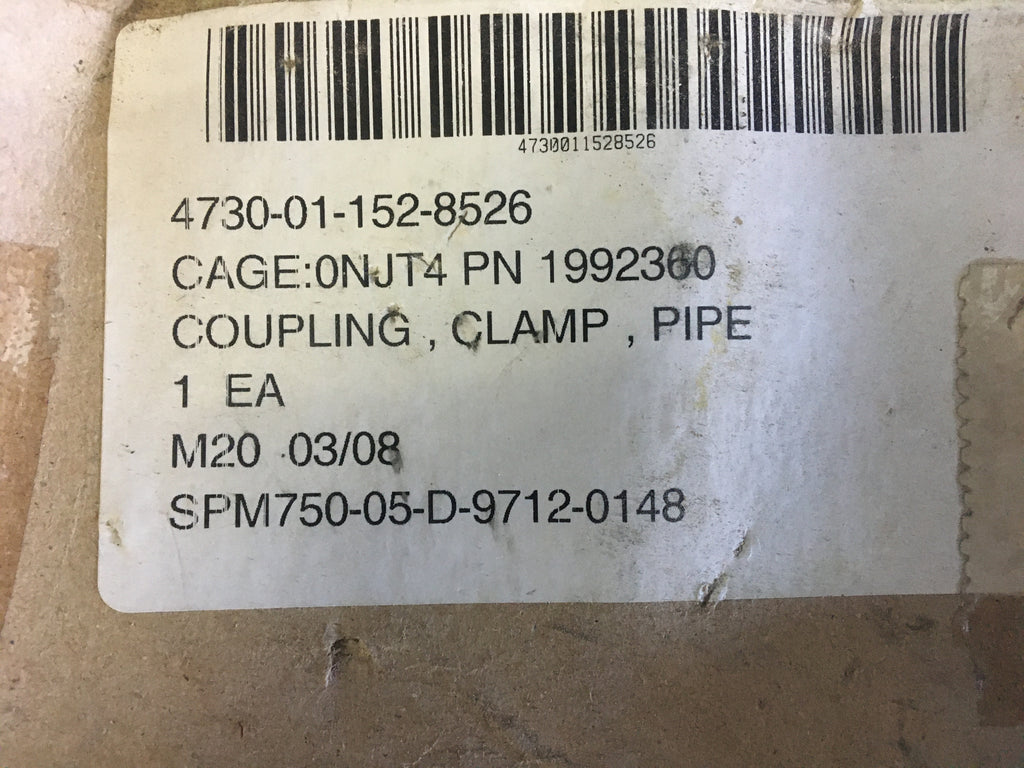 4730011528526
4730-01-152-8526
CAGE:0NJT4 PN 1992360
COUPLING , CLAMP , PIPE
1 EA
M20 03/08
SPM750-05-D-9712-0148